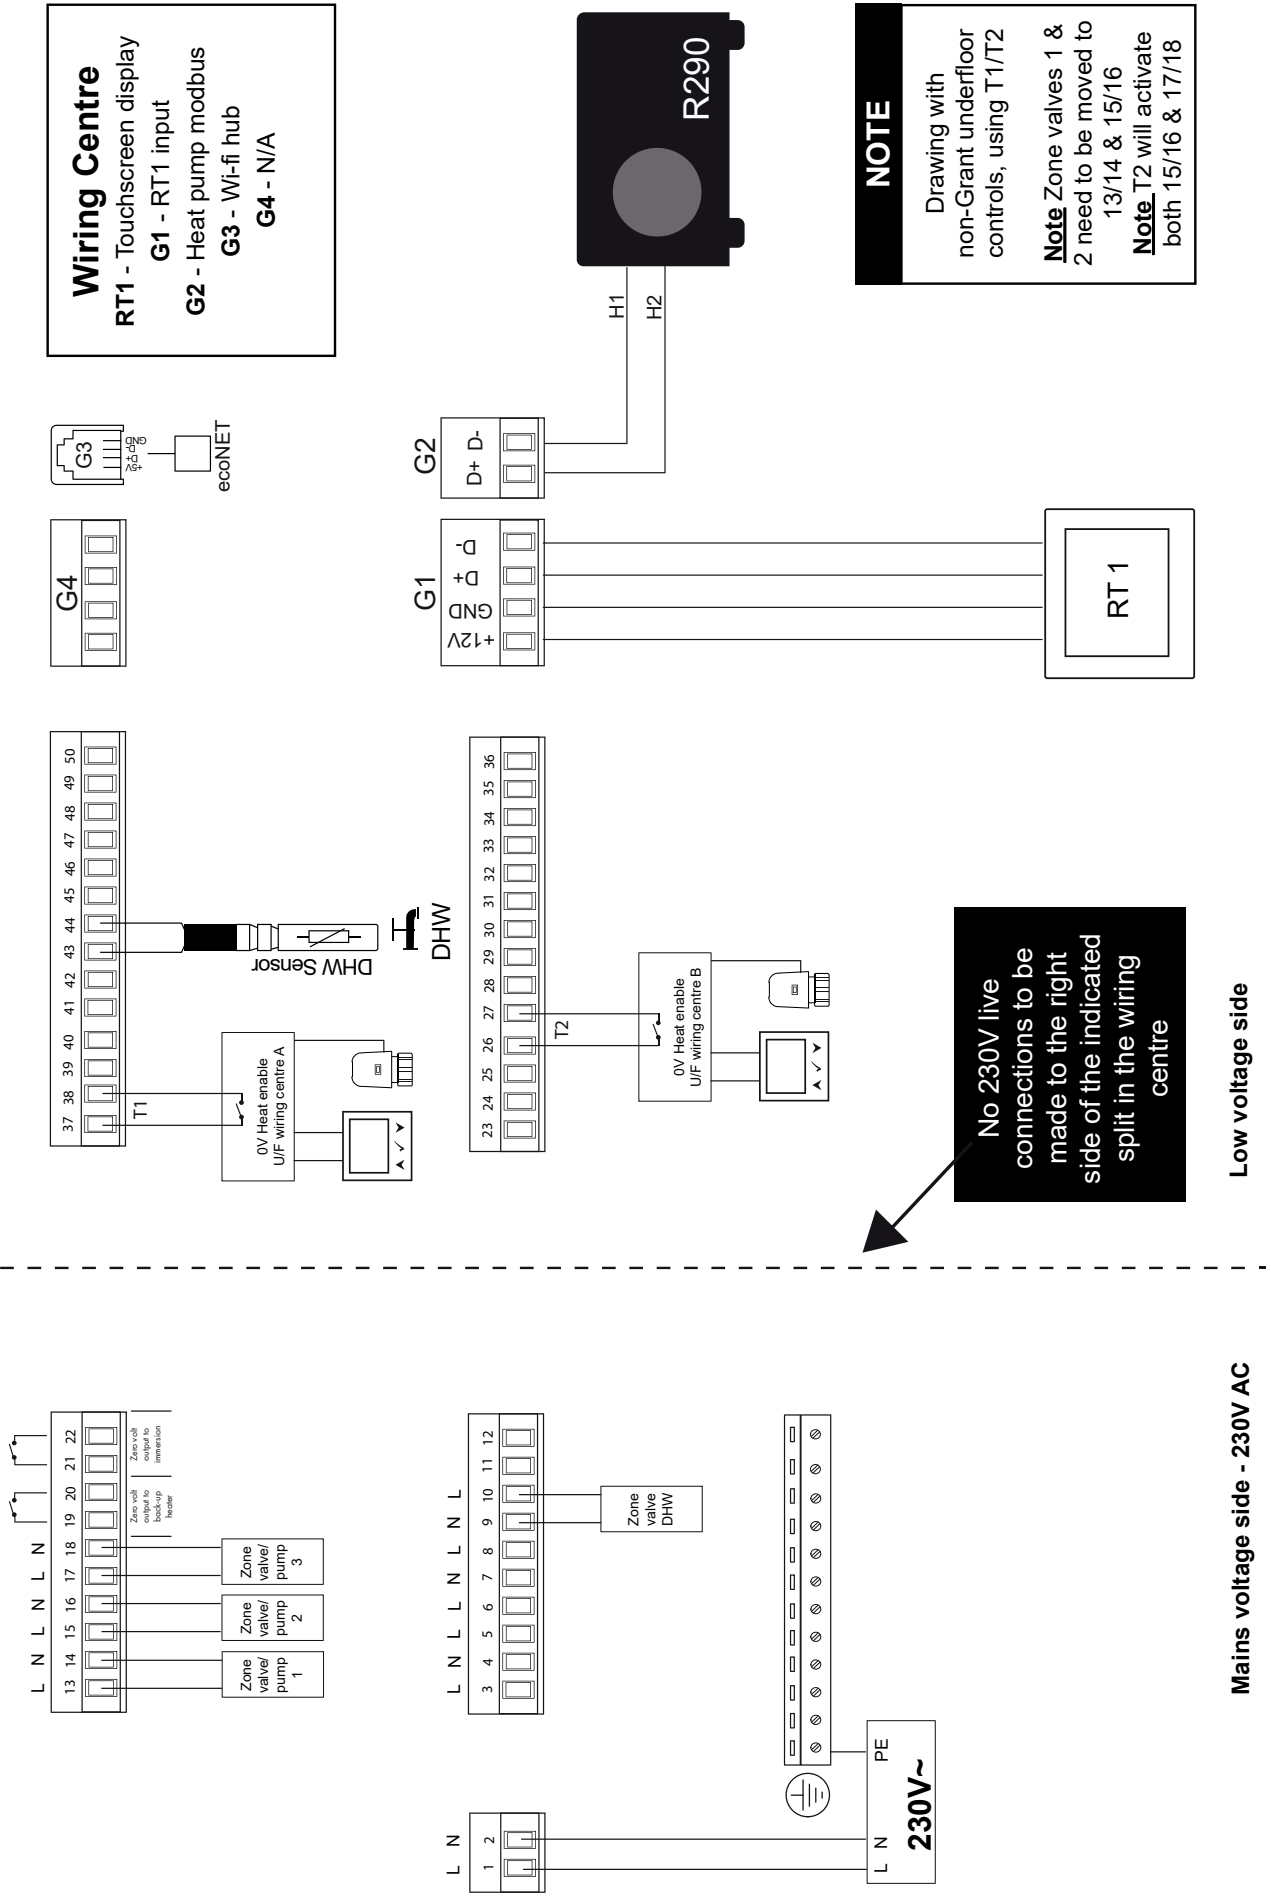 L N L N L N
13 14 15 16 17 18 19 20 21 22
Zero volt
output to
back-up
heater
Zero volt
output to
immersion
Zone
valve/
pump
1
Zone
valve/
pump
2
Zone
valve/
pump
3
37 38 39 40 41 42 43 44 45 46 47 48 49 50
T1
0V Heat enable
U/F wiring centre A
DHW Sensor
DHW
G4
G3
+5V
D+
D-
GND
ecoNET
Wiring Centre
RT1 - Touchscreen display
G1 - RT1 input
G2 - Heat pump modbus
G3 - Wi-fi hub
G4 - N/A
L N
1 2
L N L L N L N L
3 4 5 6 7 8 9 10 11 12
Zone
valve
DHW
23 24 25 26 27 28 29 30 31 32 33 34 35 36
T2
0V Heat enable
U/F wiring centre B
G1
+12V
GND
D+
D-
G2
D+ D-
H1
H2
R290
L N PE
230V~
No 230V live
connections to be
made to the right
side of the indicated
split in the wiring
centre
RT 1
NOTE
Drawing with
non-Grant underfloor
controls, using T1/T2
Note Zone valves 1 &
2 need to be moved to
13/14 & 15/16
Note T2 will activate
both 15/16 & 17/18
Mains voltage side - 230V AC
Low voltage side